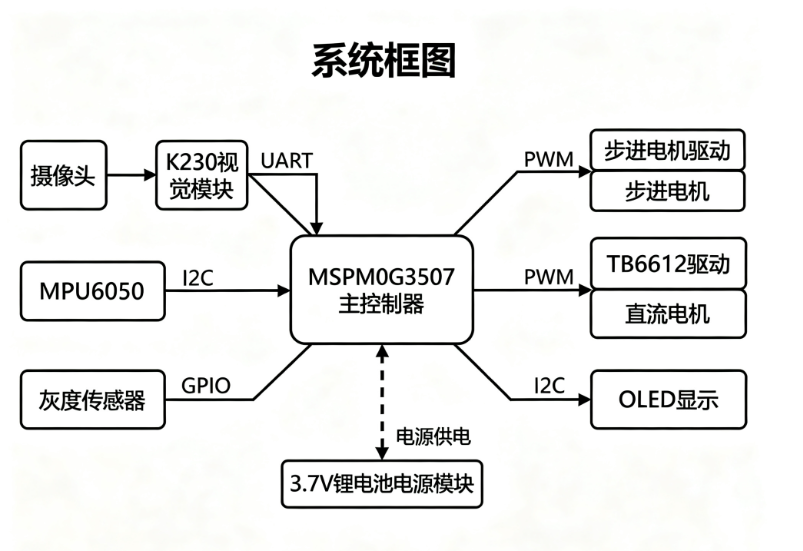 系统框图
摄像头
K230视
觉模块
UART
PWM
步进电机驱动
步进电机
MPU6050
I2C
MSPM0G3507
主控制器
PWM
TB6612驱动
直流电机
灰度传感器
GPIO
I2C
OLED显示
电源供电
3.7V锂电池电源模块